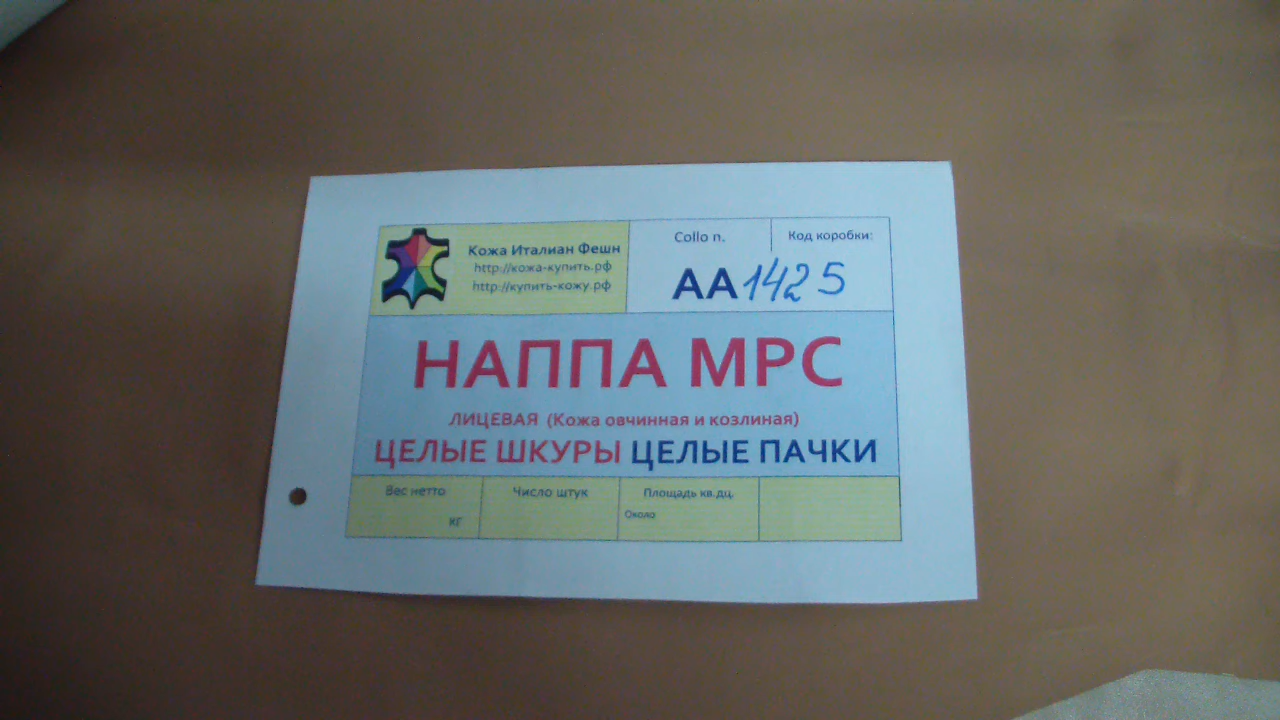 Кожа Италиан Фешн
http://кожа-купить.рф
http://купить-кожу.рф
Collo n.
Код коробки:
АА1425
НАППА МРС
ЛИЦЕВАЯ (Кожа овчинная и козлиная)
ЦЕЛЫЕ ШКУРЫ ЦЕЛЫЕ ПАЧКИ
Вес нетто
кг
Число штук
Площадь кв.дц.
Около